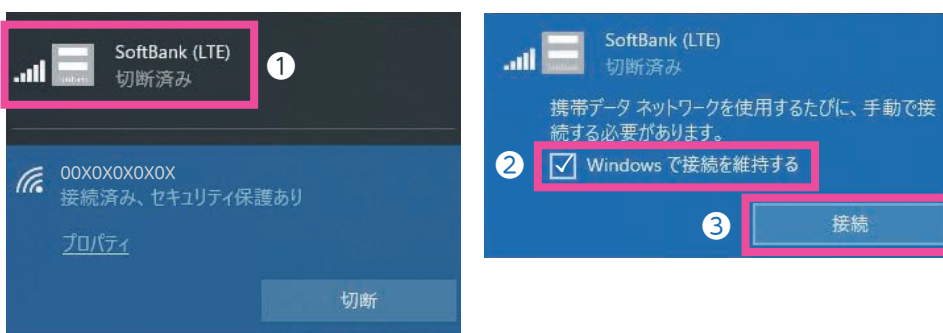 SoftBank (LTE)
切断済み
①
00X0X0X0X0X
接続済み、セキュリティ保護あり
プロパティ
切断
SoftBank (LTE)
切断済み
携帯データ ネットワークを使用するたびに、手動で接
続する必要があります。
② Windows で接続を維持する
③ 接続